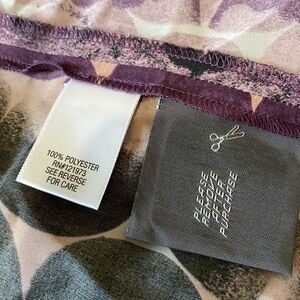 100% POLYESTER
RN#121973
SEE REVERSE
FOR CARE
PLEASE
REMOVE
AFTER
PURCHASE